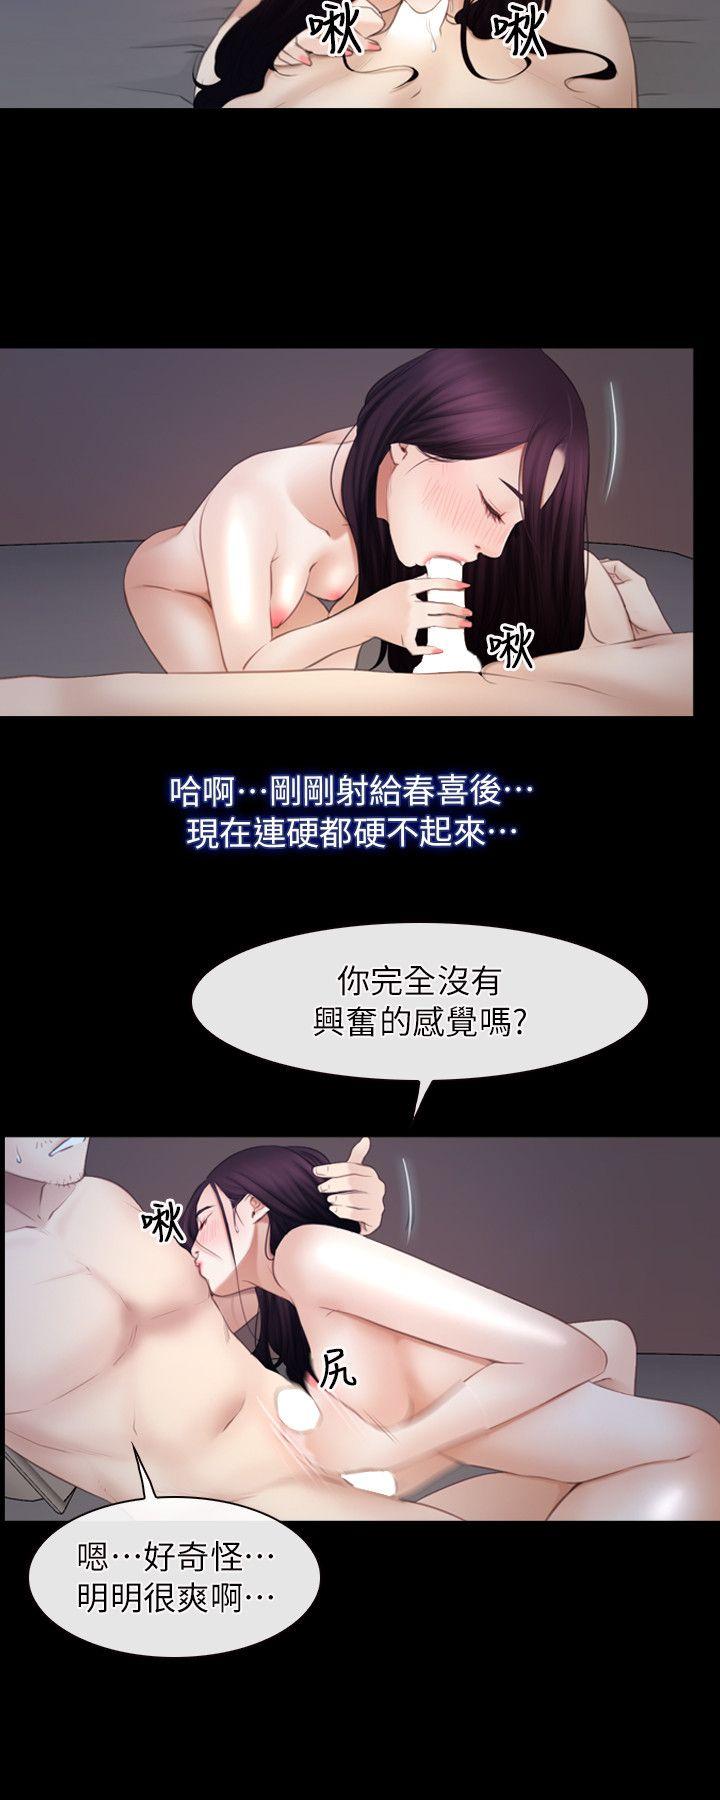 啾
啾
啾
哈啊⋯剛剛射給春喜後⋯
現在連硬都硬不起來⋯
你完全沒有
興奮的感覺嗎?
啾
尻
嗯⋯好奇怪⋯
明明很爽啊⋯